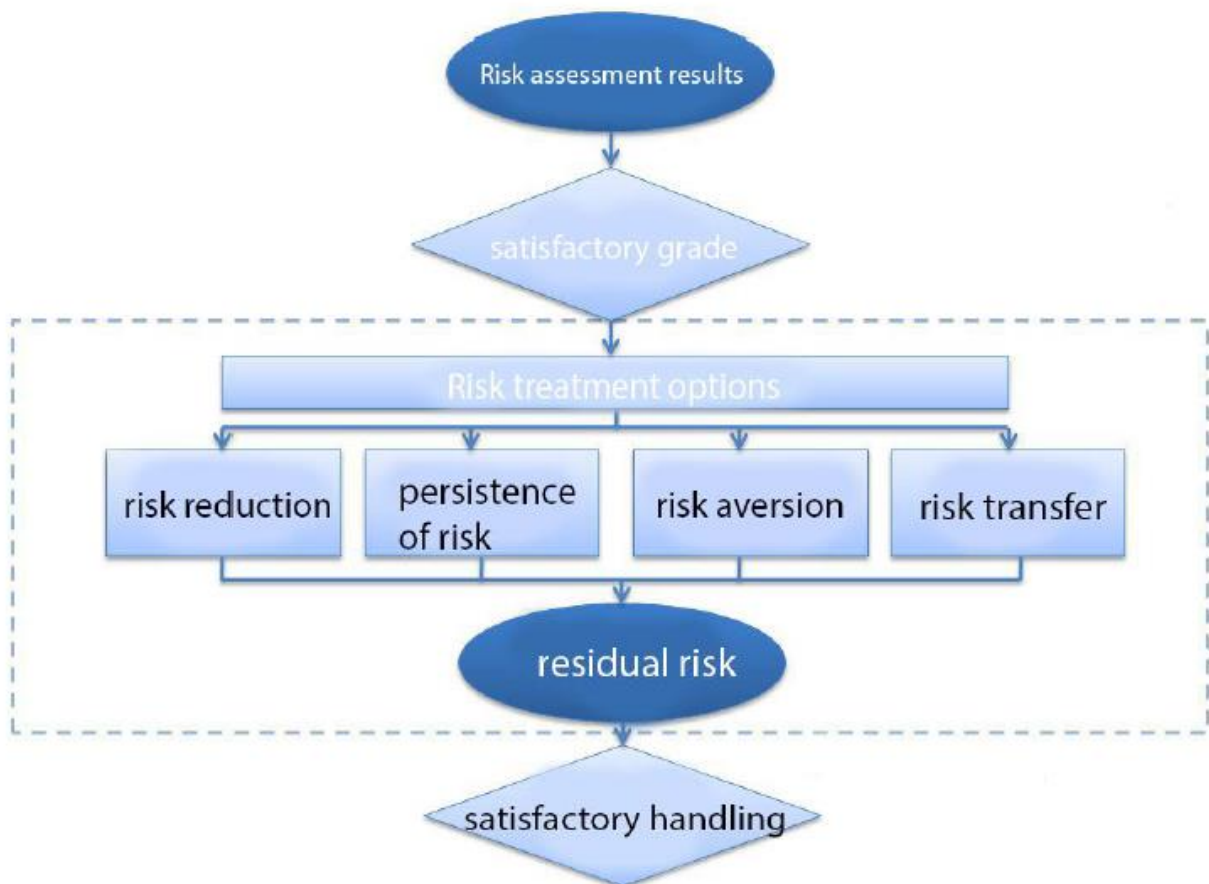 Risk assessment results
satisfactory grade
Risk treatment options
risk reduction
persistence
of risk
risk aversion
risk transfer
residual risk
satisfactory handling